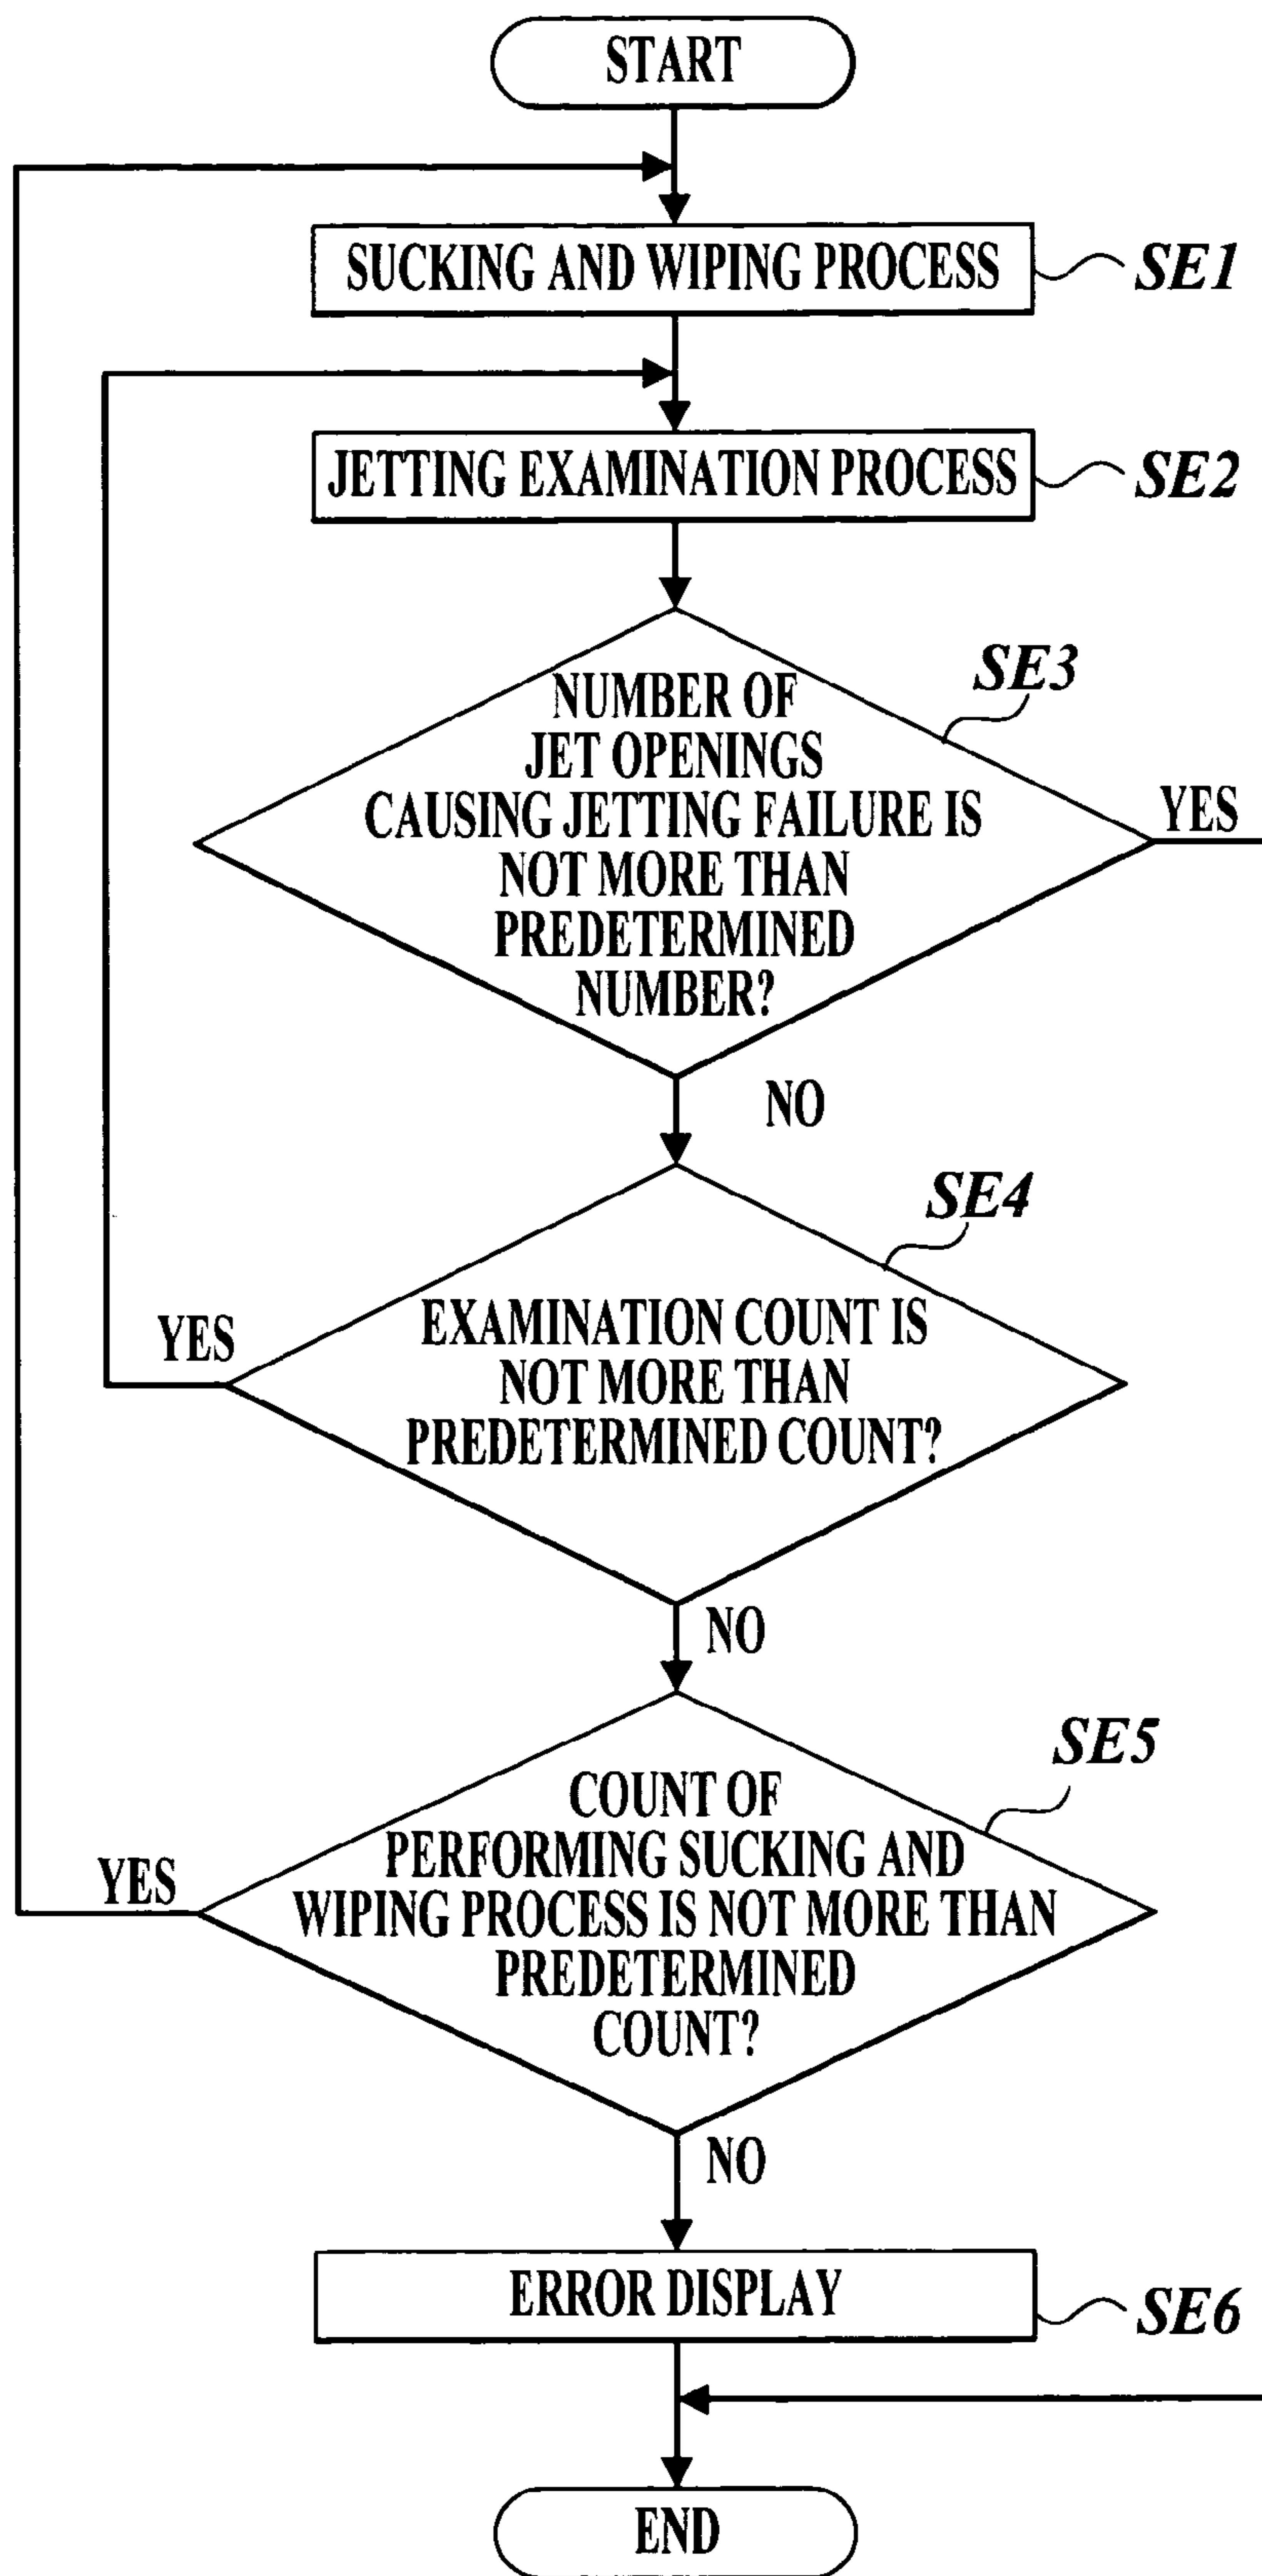 START
SUCKING AND WIPING PROCESS
SE1
JETTING EXAMINATION PROCESS
SE2
SE3
NUMBER OF
JET OPENINGS
CAUSING JETTING FAILURE IS
NOT MORE THAN
PREDETERMINED
NUMBER?
YES
NO
SE4
EXAMINATION COUNT IS
NOT MORE THAN
PREDETERMINED COUNT?
YES
NO
SE5
COUNT OF
PERFORMING SUCKING AND
WIPING PROCESS IS NOT MORE THAN
PREDETERMINED
COUNT?
YES
NO
ERROR DISPLAY
SE6
END